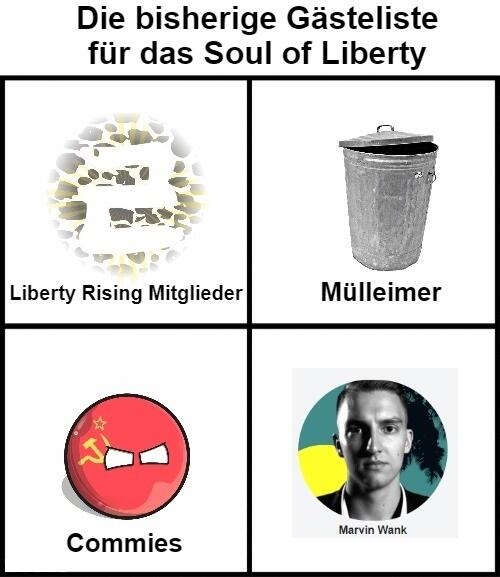 Die bisherige Gästeliste
für das Soul of Liberty
Liberty Rising Mitglieder
Mülleimer
Commies
Marvin Wank